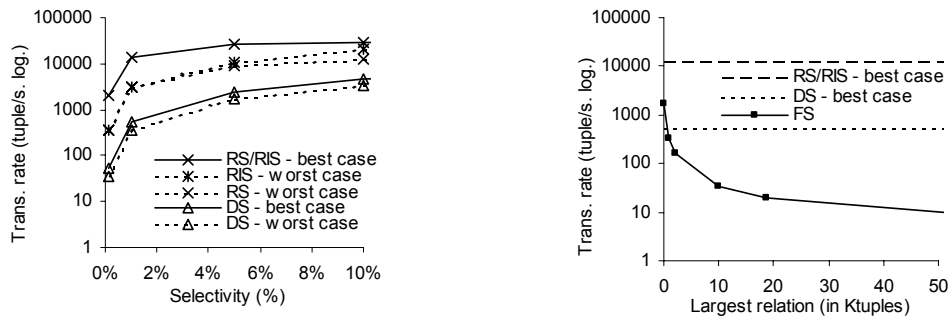 Trans. rate (tuple/s. log.)
100000
10000
1000
100
10
1
RS/RIS - best case
RIS - w orst case
RS - w orst case
DS - best case
DS - w orst case
0% 2% 4% 6% 8% 10%
Selectivity (%)
Trans. rate (tuple/s. log.)
100000
10000
1000
100
10
1
RS/RIS - best case
DS - best case
FS
0 10 20 30 40 50
Largest relation (in Ktuples)